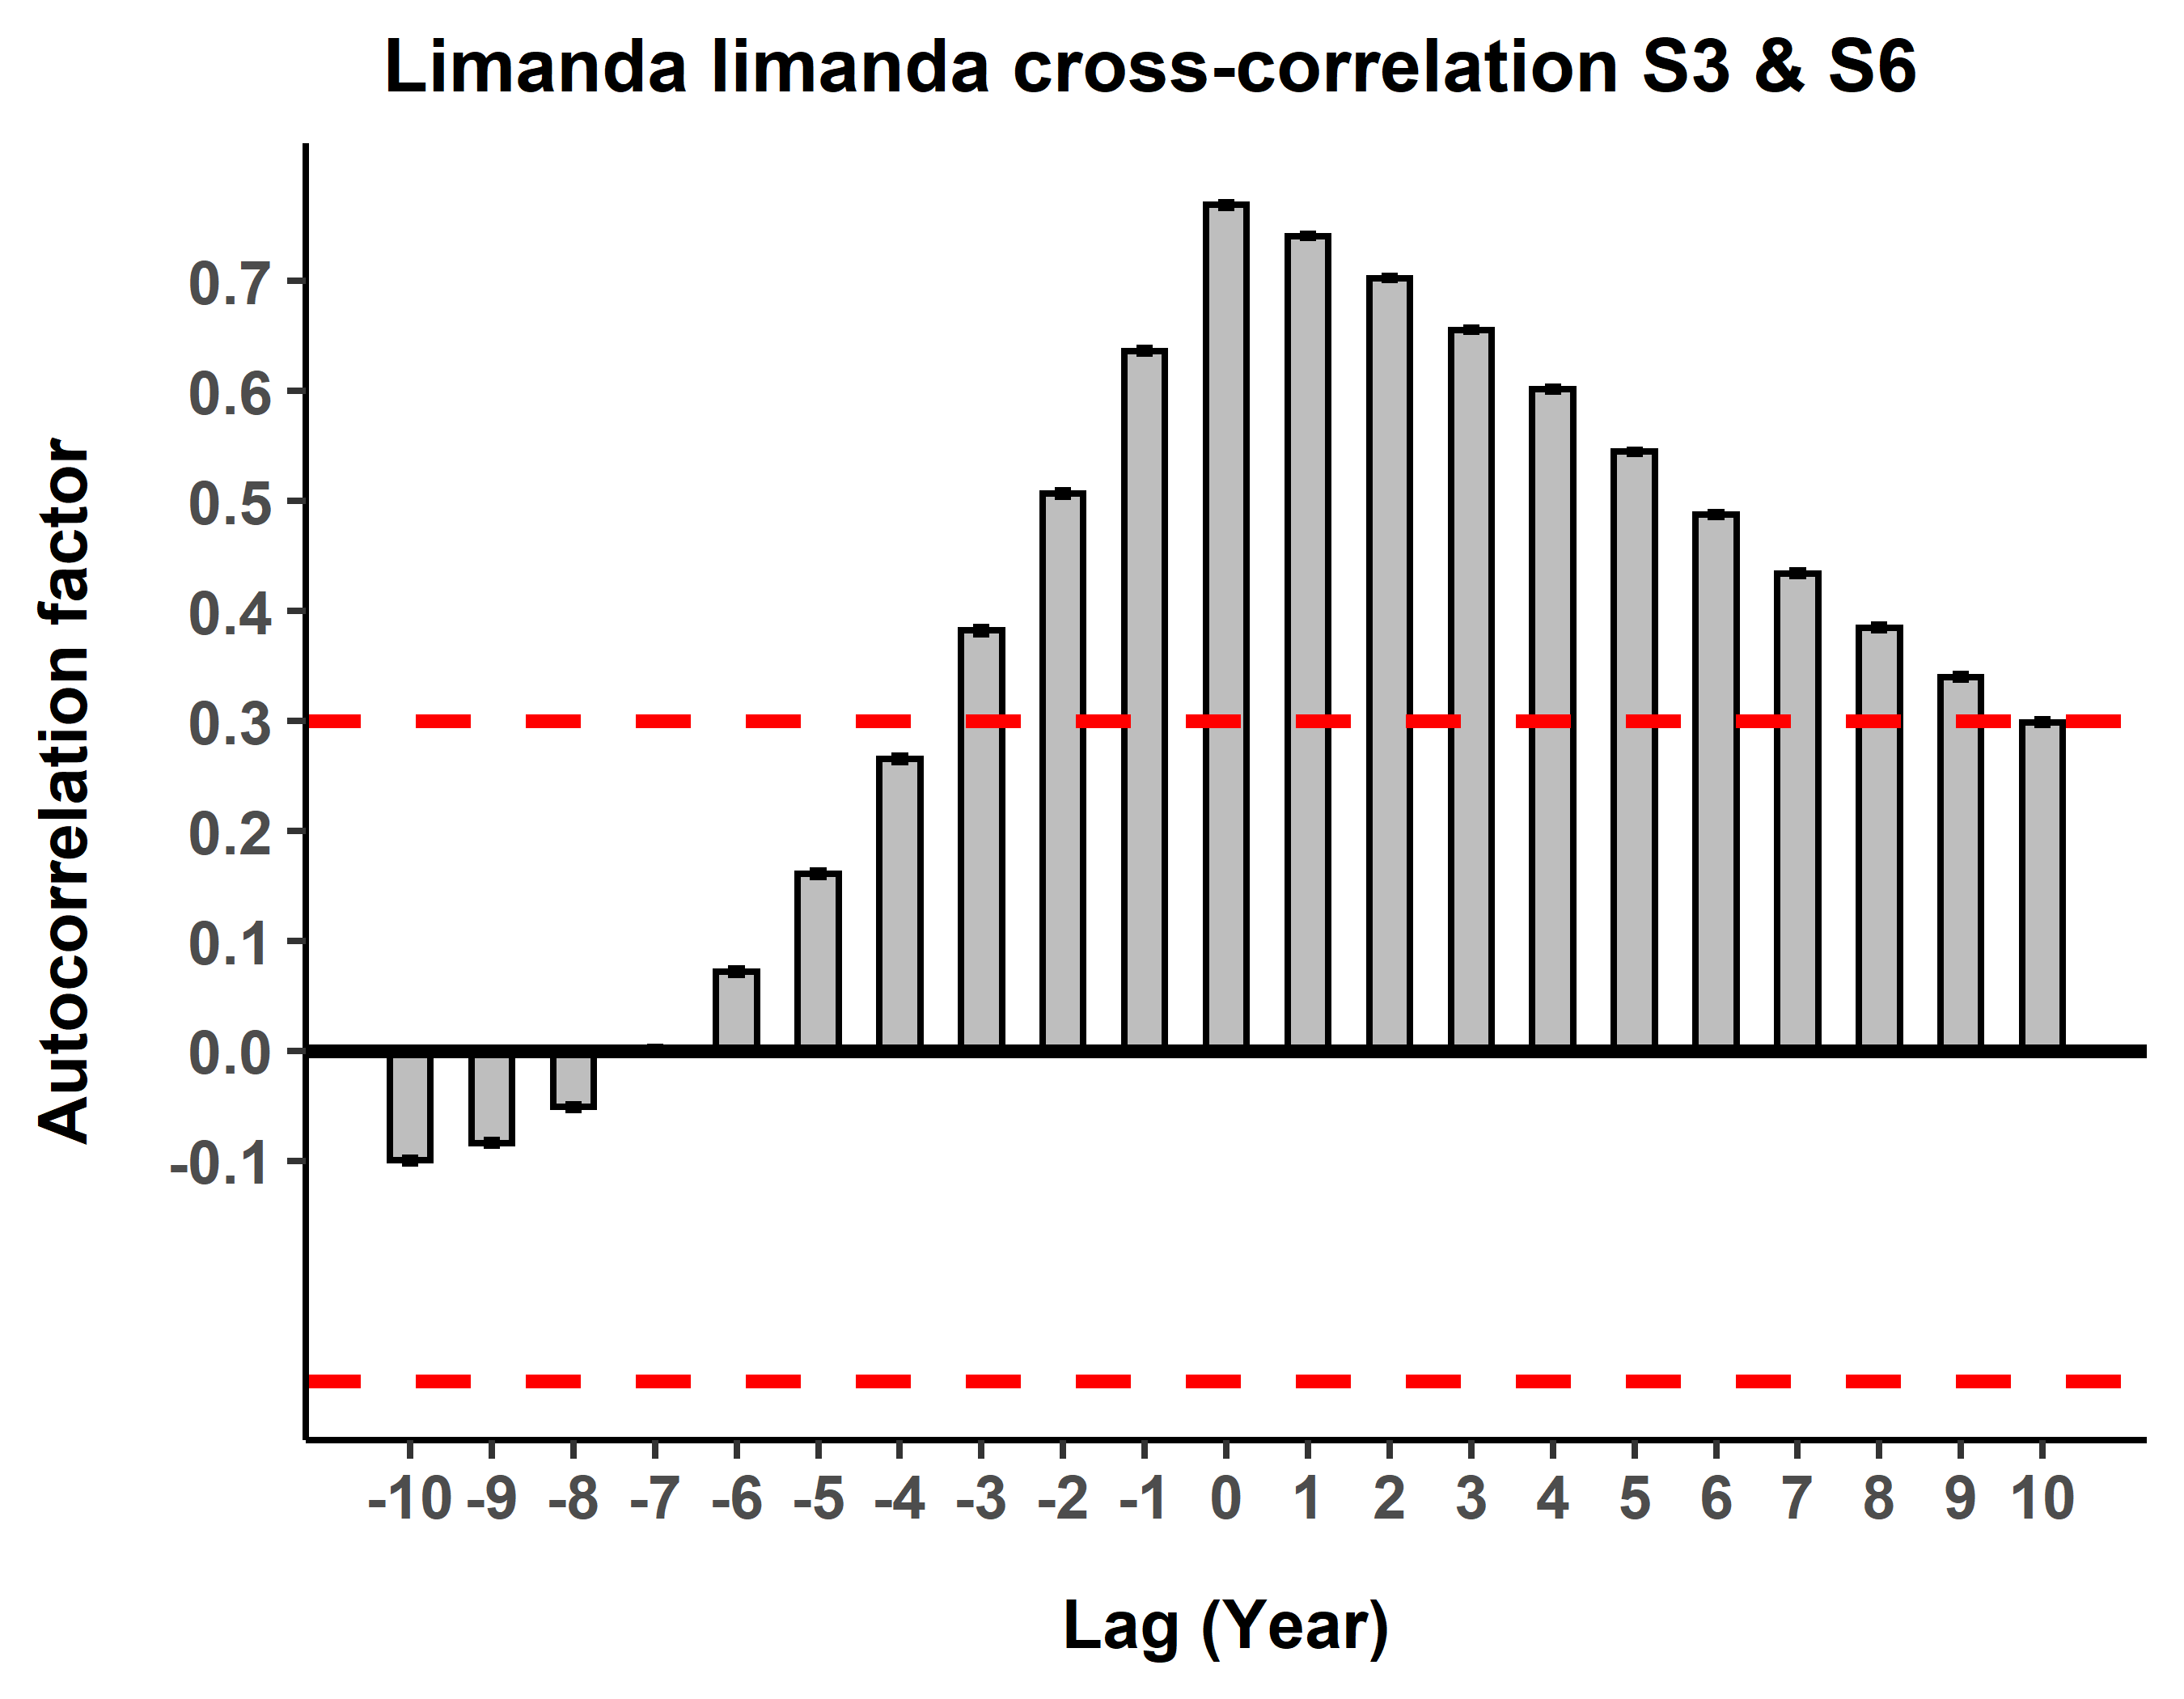 Limanda limanda cross-correlation S3 & S6
Autocorrelation factor
0.7
0.6
0.5
0.4
0.3
0.2
0.1
0.0
-0.1
-10 -9 -8 -7 -6 -5 -4 -3 -2 -1 0 1 2 3 4 5 6 7 8 9 10
Lag (Year)